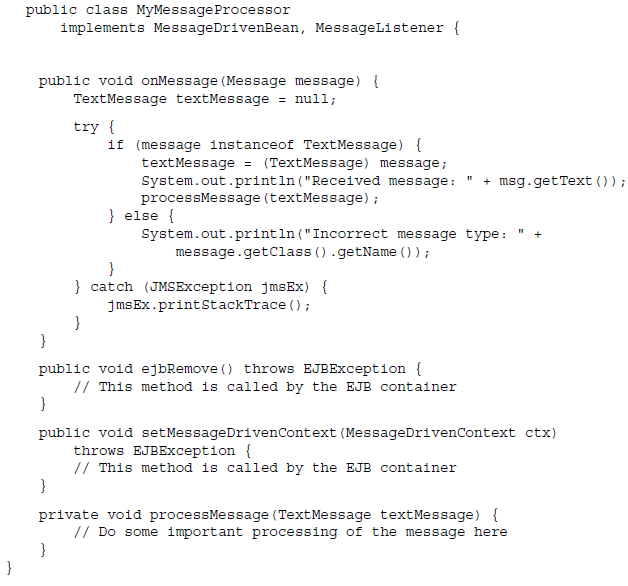 public class MyMessageProcessor
implements MessageDrivenBean, MessageListener {
public void onMessage(Message message) {
TextMessage textMessage = null;
try {
if (message instanceof TextMessage) {
textMessage = (TextMessage) message;
System.out.println("Received message: " + msg.getText());
processMessage(textMessage);
} else {
System.out.println("Incorrect message type: " +
message.getClass().getName());
}
} catch (JMSException jmsEx) {
jmsEx.printStackTrace();
}
}
public void ejbRemove() throws EJBException {
// This method is called by the EJB container
}
public void setMessageDrivenContext(MessageDrivenContext ctx)
throws EJBException {
// This method is called by the EJB container
}
private void processMessage(TextMessage textMessage) {
// Do some important processing of the message here
}
}